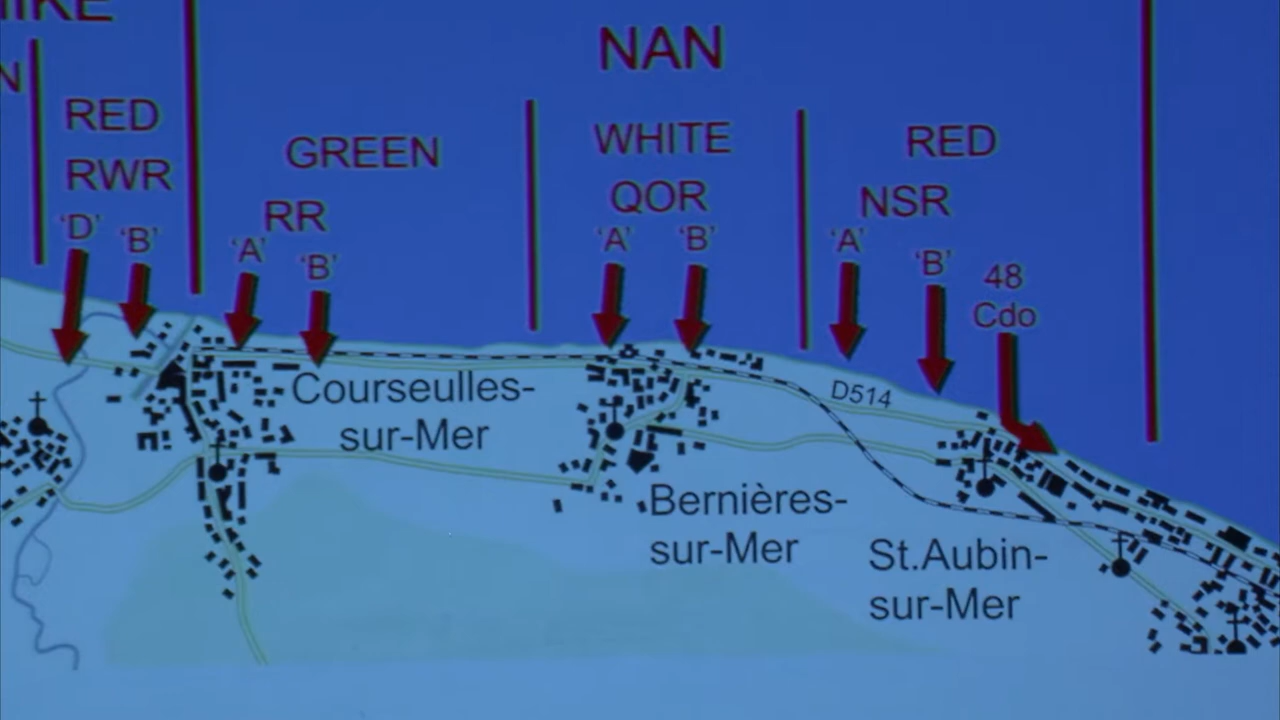 MIKE
NAN
N
RED
RWR
'D'
'B'
GREEN
RR
'A'
'B'
WHITE
QOR
'A'
'B'
RED
NSR
'A'
'B'
48
Cdo
D514
Courseulles-
sur-Mer
Bernières-
sur-Mer
St.Aubin-
sur-Mer